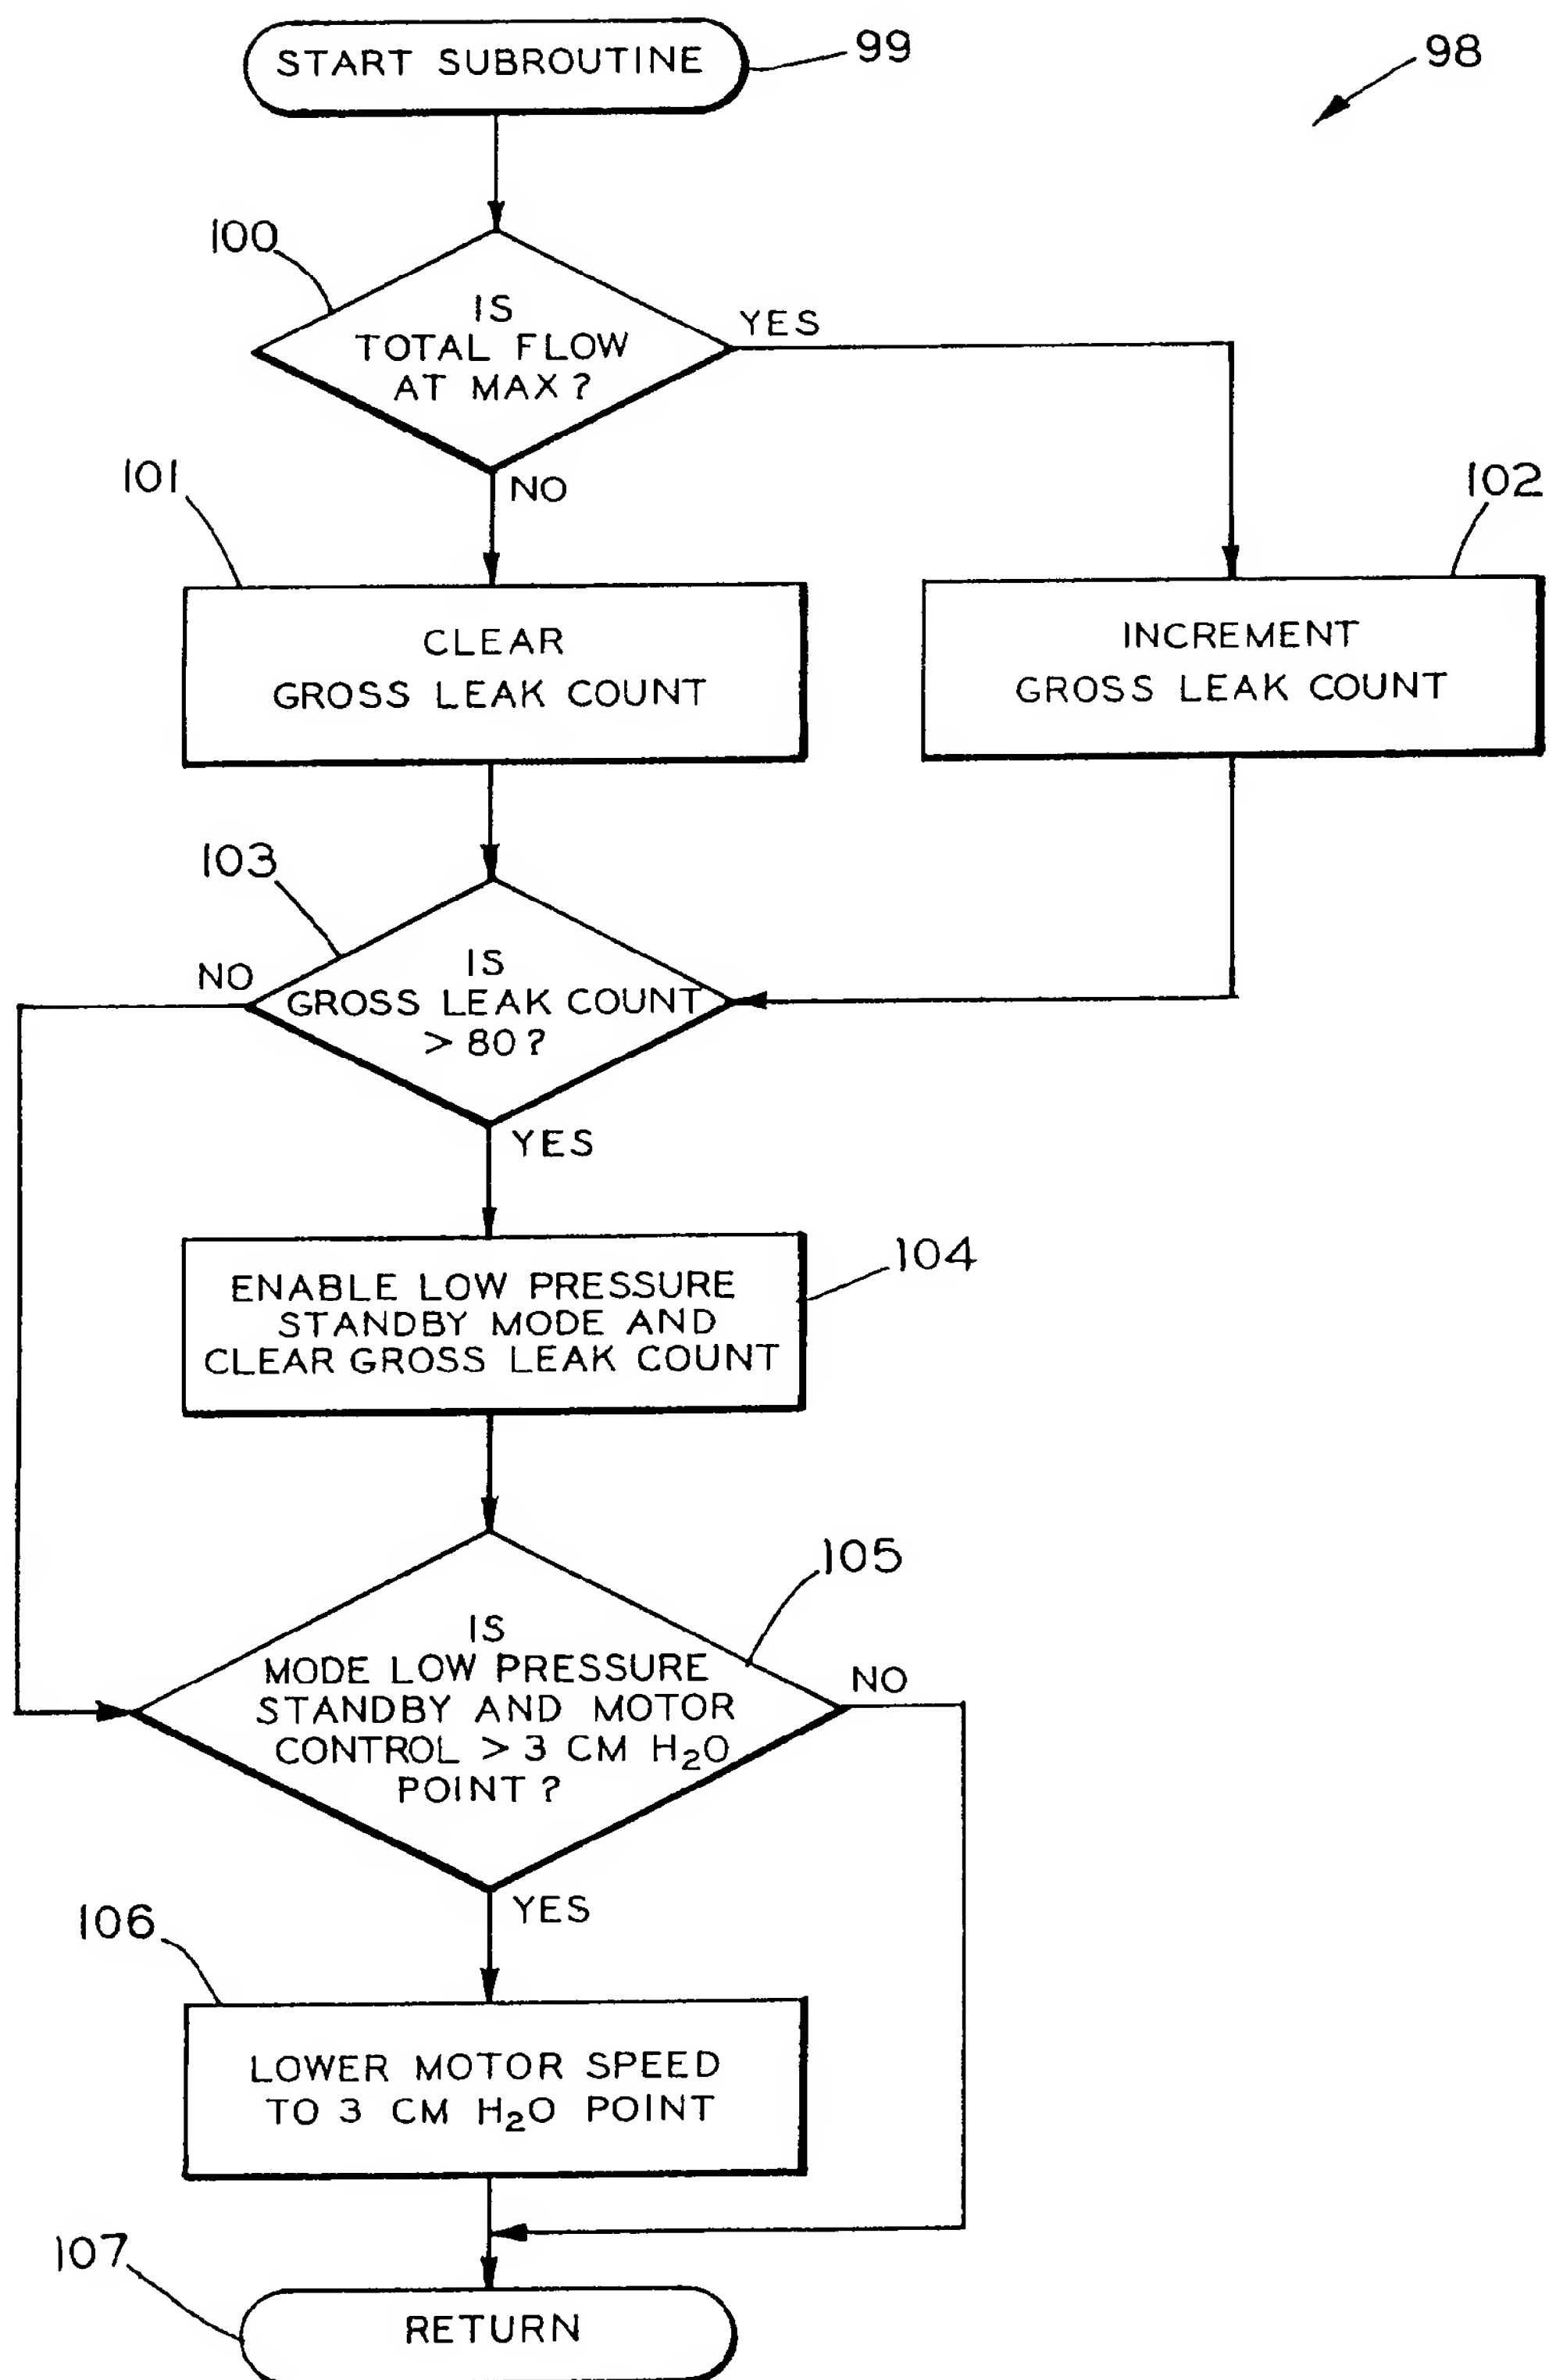 START SUBROUTINE
99
98
100
IS
TOTAL FLOW
AT MAX?
YES
NO
101
CLEAR
GROSS LEAK COUNT
102
INCREMENT
GROSS LEAK COUNT
103
IS
GROSS LEAK COUNT
> 80?
NO
YES
104
ENABLE LOW PRESSURE
STANDBY MODE AND
CLEAR GROSS LEAK COUNT
105
IS
MODE LOW PRESSURE
STANDBY AND MOTOR
CONTROL > 3 CM H₂O
POINT?
NO
YES
106
LOWER MOTOR SPEED
TO 3 CM H₂O POINT
107
RETURN